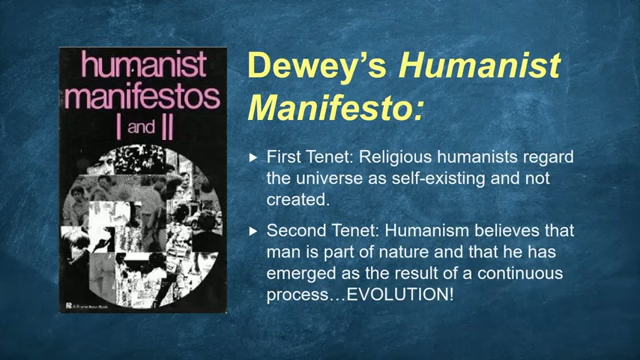 humanist
manifestos
I and II
A Prometheus Book
Dewey's Humanist
Manifesto:
First Tenet: Religious humanists regard
the universe as self-existing and not
created.
Second Tenet: Humanism believes that
man is part of nature and that he has
emerged as the result of a continuous
process…EVOLUTION!